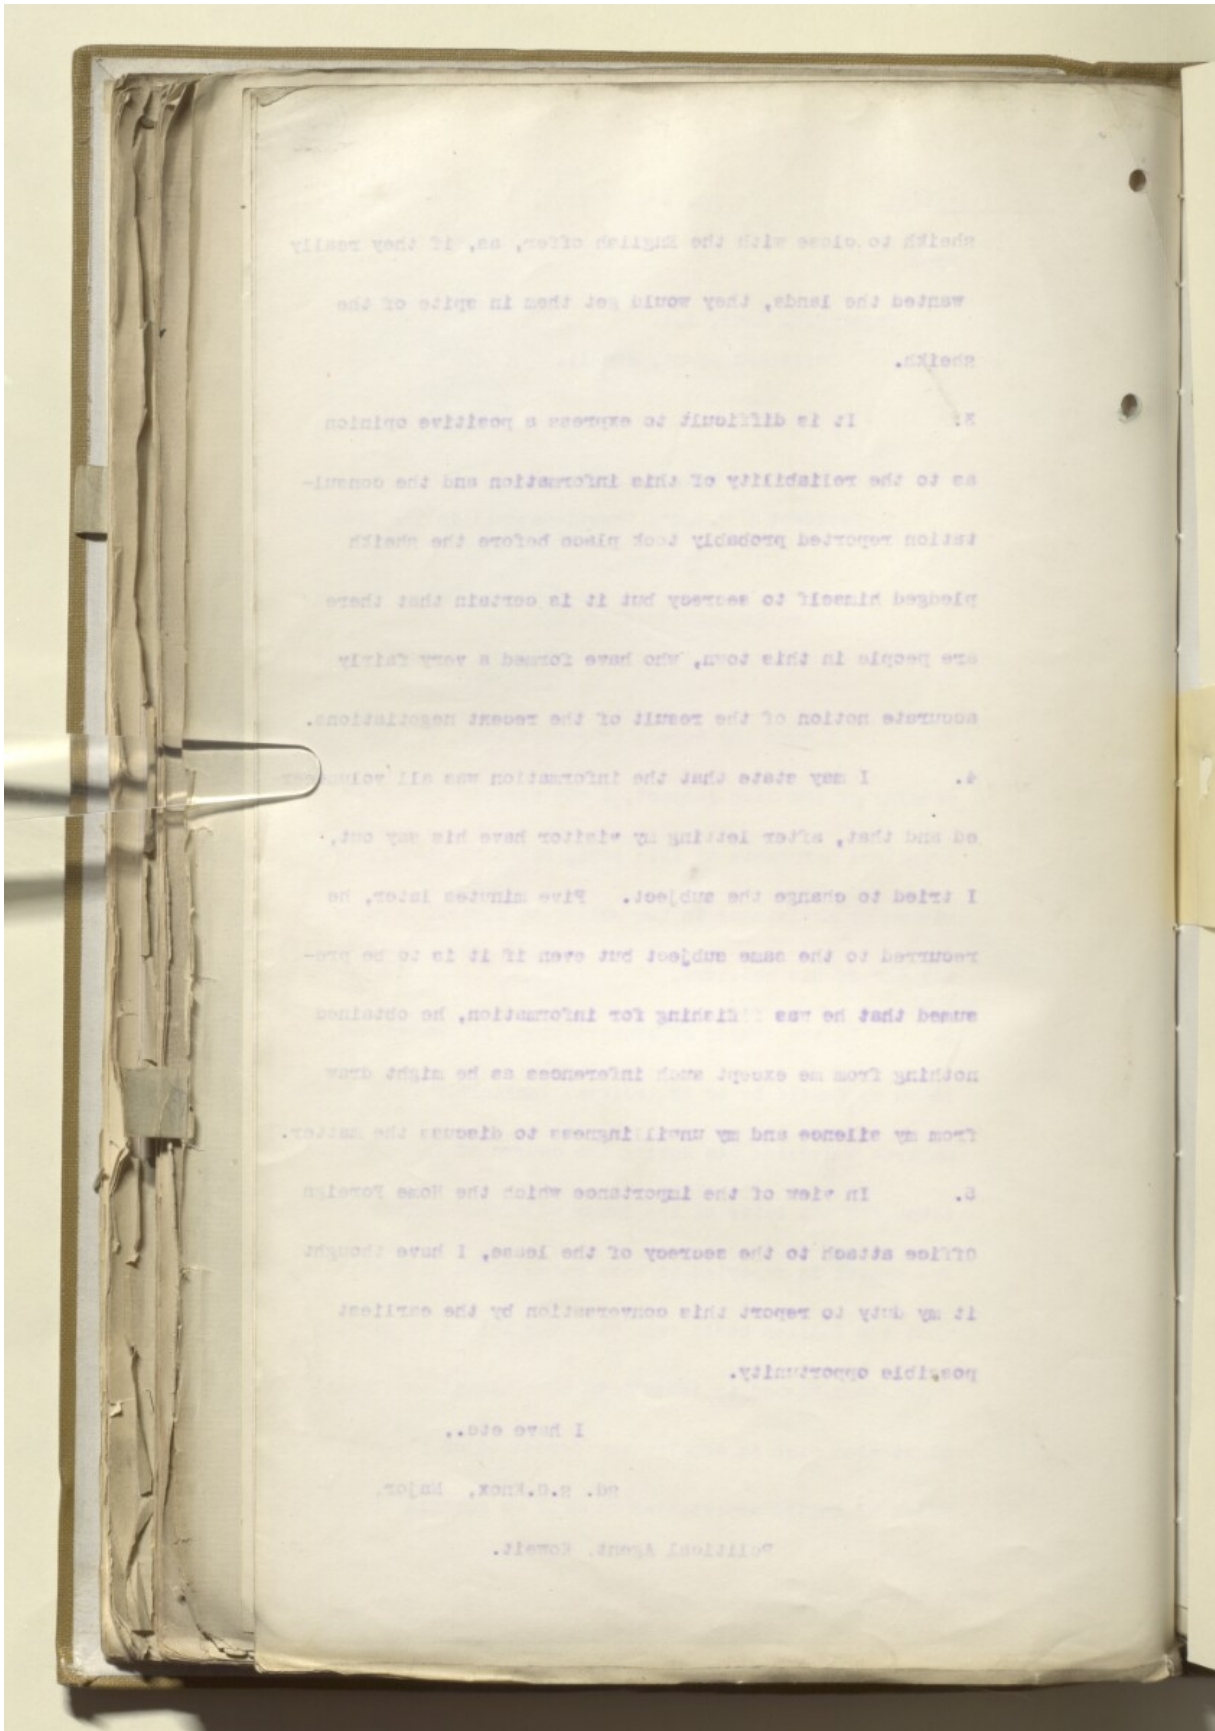 sheikh to close with the English offer, as, if they really
wanted the lands, they would get them in spite of the
sheikh.
3. It is difficult to express a positive opinion
as to the reliability of this information and the consul-
tation reported probably took place before the sheikh
pledged himself to secrecy but it is certain that there
are people in this town, who have formed a very fairly
accurate notion of the result of the recent negotiations.
4. I may state that the information was all volunteer
ed and that, after letting my visitor have his way out,
I tried to change the subject. Five minutes later, he
recurred to the same subject but even if it is to be pre-
sumed that he was fishing for information, he obtained
nothing from me except such inferences as he might draw
from my silence and my unwillingness to discuss the matter.
5. In view of the importance which the Home Foreign
Office attach to the secrecy of the lease, I have thought
it my duty to report this conversation by the earliest
possible opportunity.
I have etc.,
sd. S.G.Knox, Major,
Political Agent, Koweit.